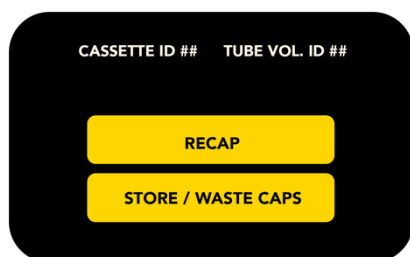 CASSETTE ID ## TUBE VOL. ID ##
RECAP
STORE / WASTE CAPS